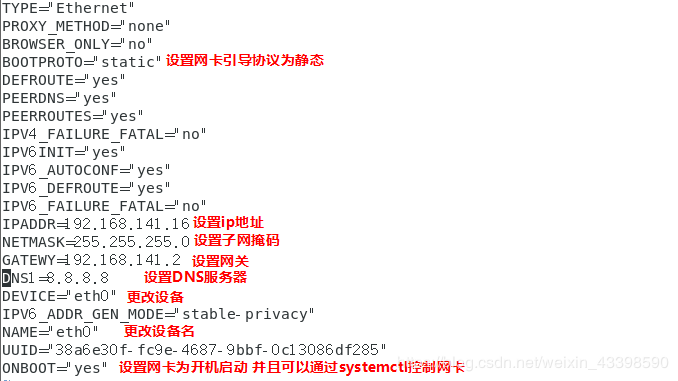 TYPE="Ethernet"
PROXY_METHOD="none"
BROWSER_ONLY="no"
BOOTPROTO="static" 设置网卡引导协议为静态
DEFROUTE="yes"
PEERDNS="yes"
PEERROUTES="yes"
IPV4_FAILURE_FATAL="no"
IPV6INIT="yes"
IPV6_AUTOCONF="yes"
IPV6_DEFROUTE="yes"
IPV6_FAILURE_FATAL="no"
IPADDR=192.168.141.16 设置ip地址
NETMASK=255.255.255.0 设置子网掩码
GATEWY=192.168.141.2 设置网关
DNS1=8.8.8.8 设置DNS服务器
DEVICE="eth0" 更改设备
IPV6_ADDR_GEN_MODE="stable-privacy"
NAME="eth0" 更改设备名
UUID="38a6e30f-fc9e-4687-9bbf-0c13086df285"
ONBOOT="yes" 设置网卡为开机启动 并且可以通过systemctl控制网卡
https://blog.csdn.net/weixin_43398590